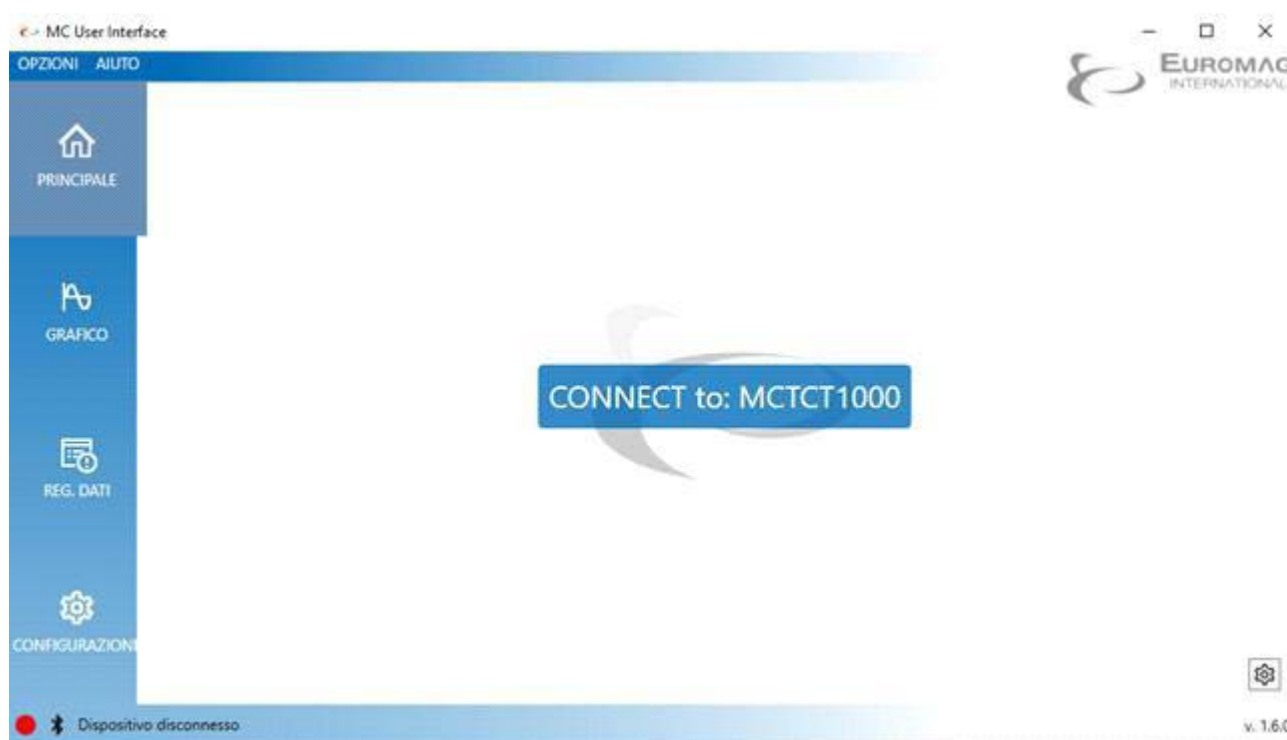 MC User Interface
OPZIONI AIUTO
EUROMAG
INTERNATIONAL
PRINCIPALE
GRAFICO
CONNECT to: MCTCT1000
REG. DATI
CONFIGURAZIONI
Dispositivo disconnesso
v. 1.6.0